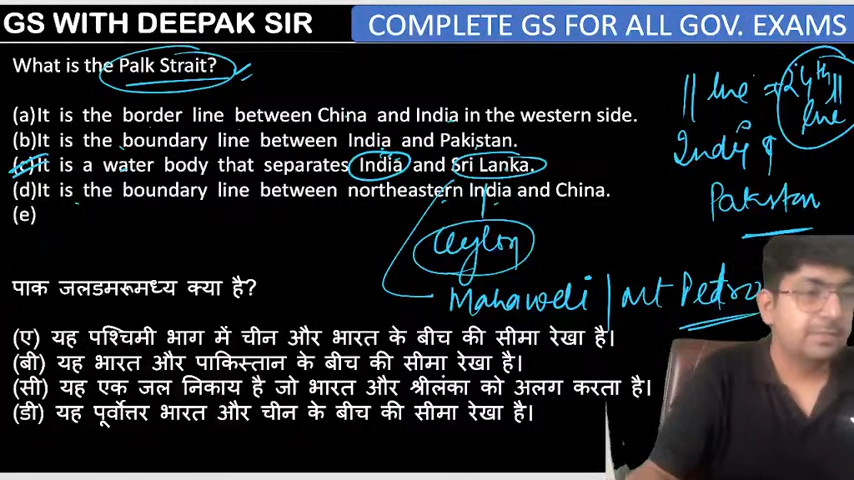 GS WITH DEEPAK SIR
COMPLETE GS FOR ALL GOV. EXAMS
What is the Palk Strait?
(a)It is the border line between China and India in the western side.
(b)It is the boundary line between India and Pakistan.
(c)It is a water body that separates India and Sri Lanka.
(d)It is the boundary line between northeastern India and China.
(e)
|| line = 24th ||
line
India &
Pakistan
Ceylon
Mahaweli | Mt Pedro
पाक जलडमरूमध्य क्या है?
(ए) यह पश्चिमी भाग में चीन और भारत के बीच की सीमा रेखा है।
(बी) यह भारत और पाकिस्तान के बीच की सीमा रेखा है।
(सी) यह एक जल निकाय है जो भारत और श्रीलंका को अलग करता है।
(डी) यह पूर्वोत्तर भारत और चीन के बीच की सीमा रेखा है।